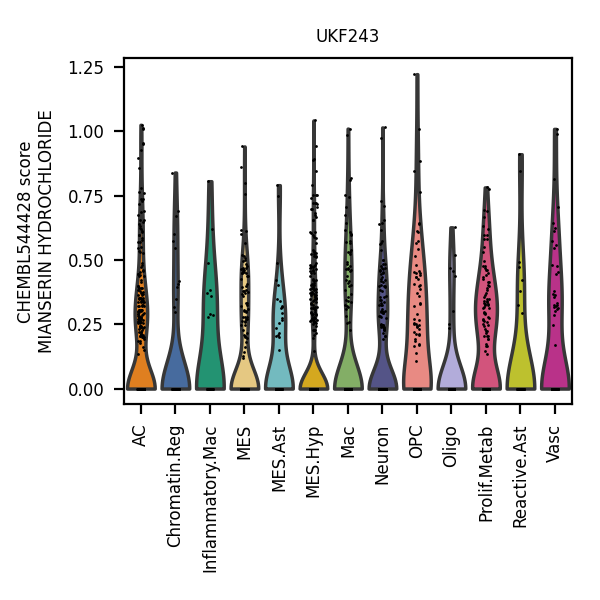 UKF243
CHEMBL544428 score
MIANSERIN HYDROCHLORIDE
1.25
1.00
0.75
0.50
0.25
0.00
AC
Chromatin.Reg
Inflammatory.Mac
MES
MES.Ast
MES.Hyp
Mac
Neuron
OPC
Oligo
Prolif.Metab
Reactive.Ast
Vasc